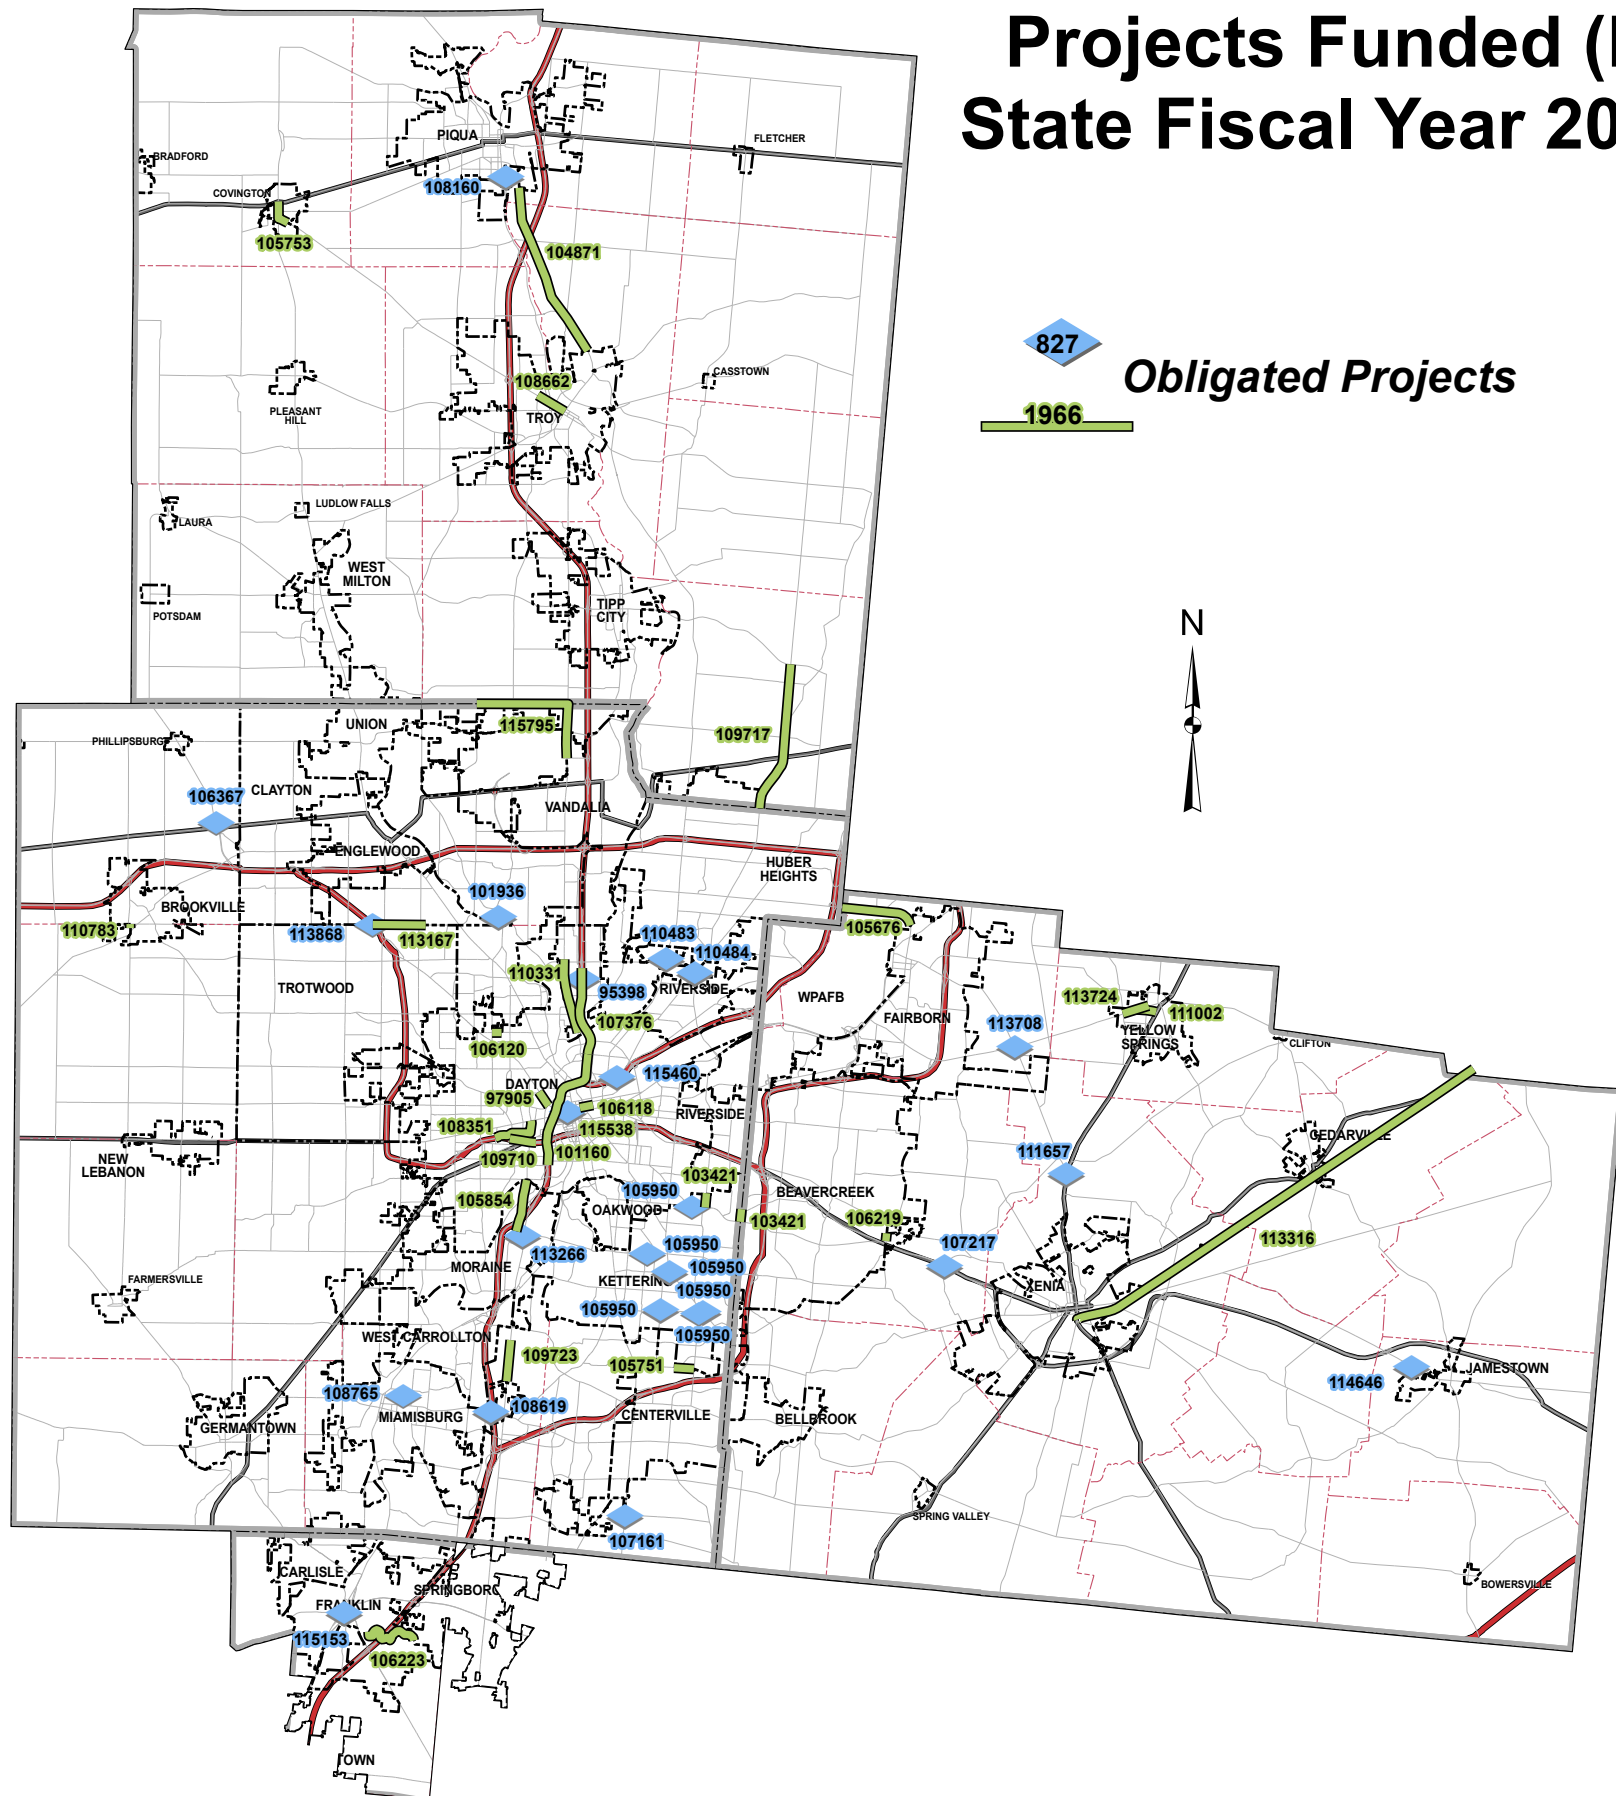 Projects Funded (
State Fiscal Year 20
PIQUA
FLETCHER
BRADFORD
COVINGTON
108160
105753
104871
827
Obligated Projects
1966
108662
CASSTOWN
PLEASANT
HILL
TROY
LUDLOW FALLS
LAURA
WEST
MILTON
TIPP
CITY
POTSDAM
N
UNION
115795
109717
PHILLIPSBURG
CLAYTON
106367
VANDALIA
ENGLEWOOD
HUBER
HEIGHTS
101936
BROOKVILLE
110783
113868
113167
110483
110484
105676
110331
95398
RIVERSIDE
TROTWOOD
WPAFB
113724
111002
107376
FAIRBORN
113708
YELLOW
SPRINGS
CLIFTON
106120
115460
DAYTON
97905
106118
RIVERSIDE
108351
115538
109710
101160
CEDARVILLE
NEW
LEBANON
111657
103421
105950
105854
OAKWOOD
BEAVERCREEK
103421
106219
113266
105950
107217
113316
MORAINE
105950
KETTERING
FARMERSVILLE
105950
XENIA
105950
105950
WEST CARROLLTON
109723
105751
JAMESTOWN
114646
108765
108619
MIAMISBURG
CENTERVILLE
BELLBROOK
GERMANTOWN
SPRING VALLEY
107161
CARLISLE
SPRINGBORO
BOWERSVILLE
FRANKLIN
115153
106223
TOWN